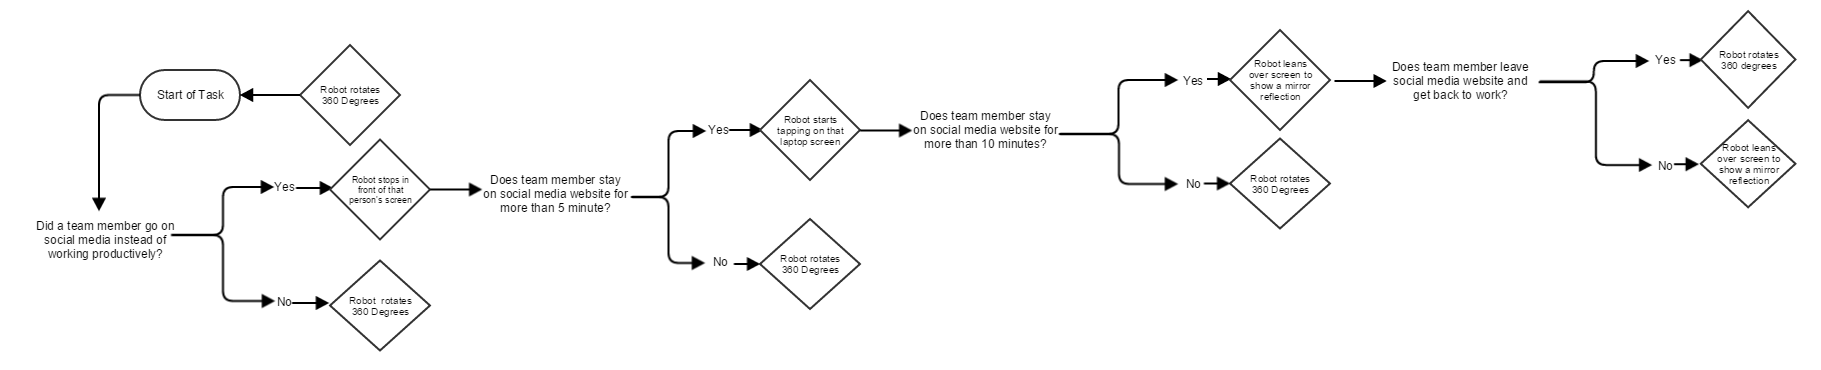 Start of Task
Robot rotates
360 Degrees
Did a team member go on
social media instead of
working productively?
Yes
Robot stops in
front of that
person's screen
No
Robot rotates
360 Degrees
Does team member stay
on social media website for
more than 5 minute?
Yes
Robot starts
tapping on that
laptop screen
No
Robot rotates
360 Degrees
Does team member stay
on social media website for
more than 10 minutes?
Yes
Robot leans
over screen to
show a mirror
reflection
No
Robot rotates
360 Degrees
Does team member leave
social media website and
get back to work?
Yes
Robot rotates
360 degrees
No
Robot leans
over screen to
show a mirror
reflection